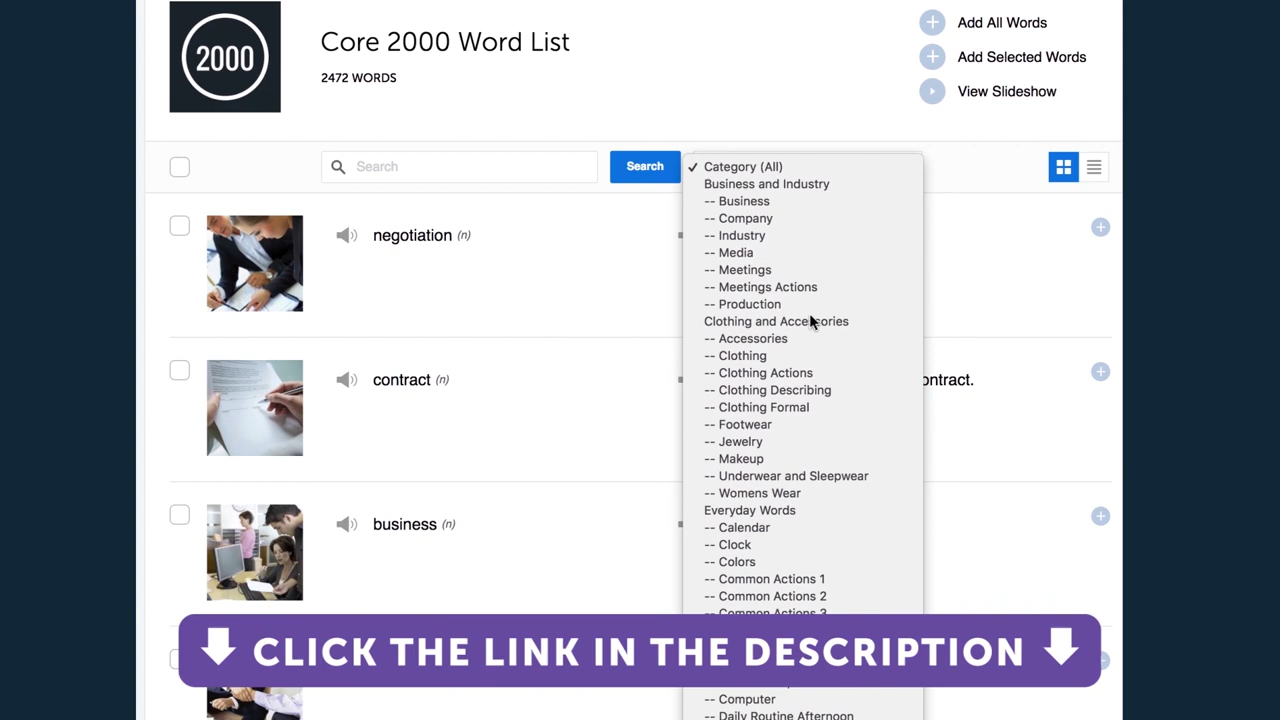 2000
Core 2000 Word List
2472 WORDS
Add All Words
Add Selected Words
View Slideshow
Search
Search
Category (All)
Business and Industry
-- Business
-- Company
-- Industry
-- Media
-- Meetings
-- Meetings Actions
-- Production
Clothing and Accessories
-- Accessories
-- Clothing
-- Clothing Actions
-- Clothing Describing
-- Clothing Formal
-- Footwear
-- Jewelry
-- Makeup
-- Underwear and Sleepwear
-- Womens Wear
Everyday Words
-- Calendar
-- Clock
-- Colors
-- Common Actions 1
-- Common Actions 2
-- Common Actions 3
-- Computer
-- Daily Routine Afternoon
negotiation (n)
contract (n)
ontract.
business (n)
CLICK THE LINK IN THE DESCRIPTION